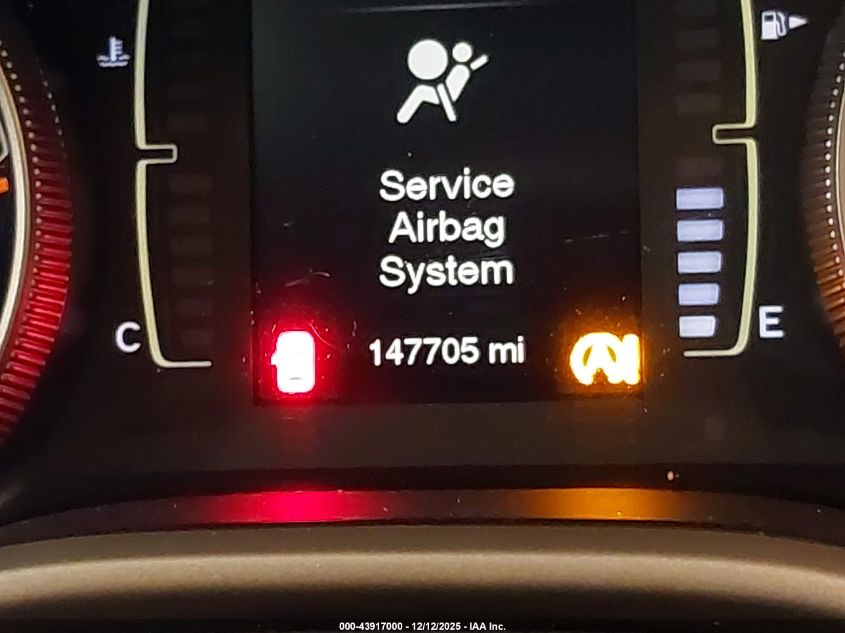 Service
Airbag
System
C
147705 mi
E
000-43917000 - 12/12/2025 - IAA Inc.